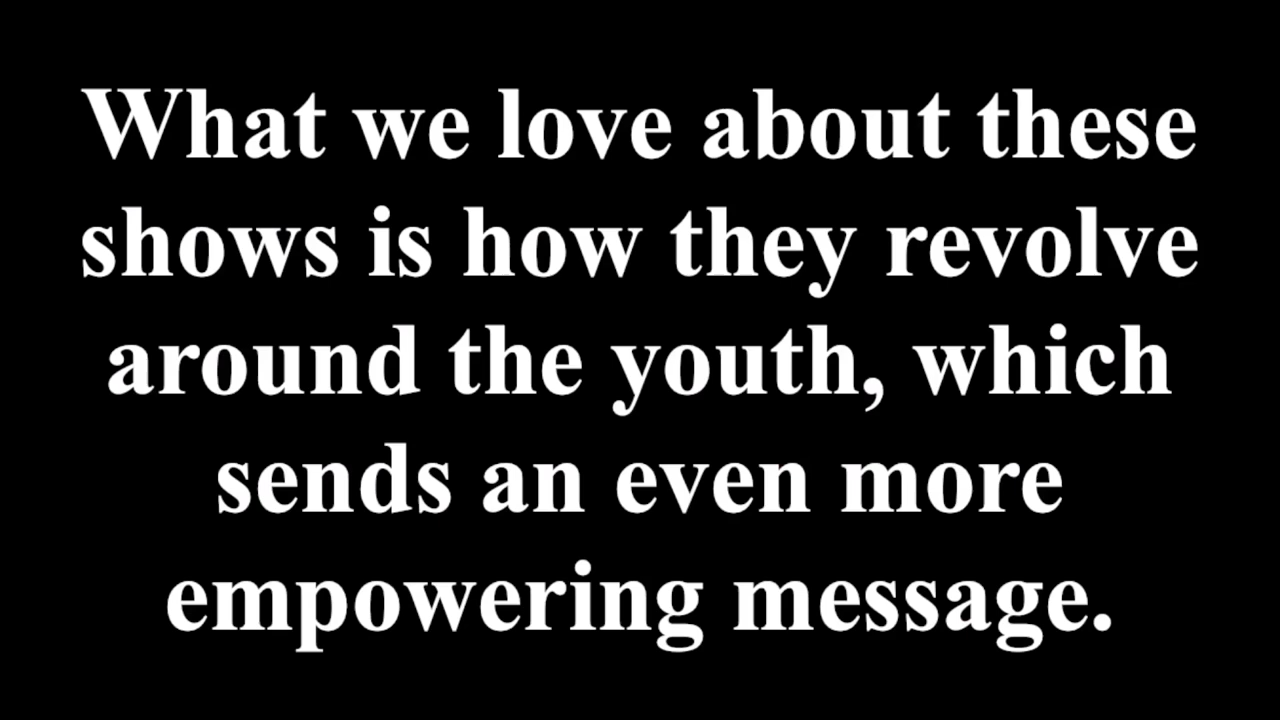 What we love about these
shows is how they revolve
around the youth, which
sends an even more
empowering message.